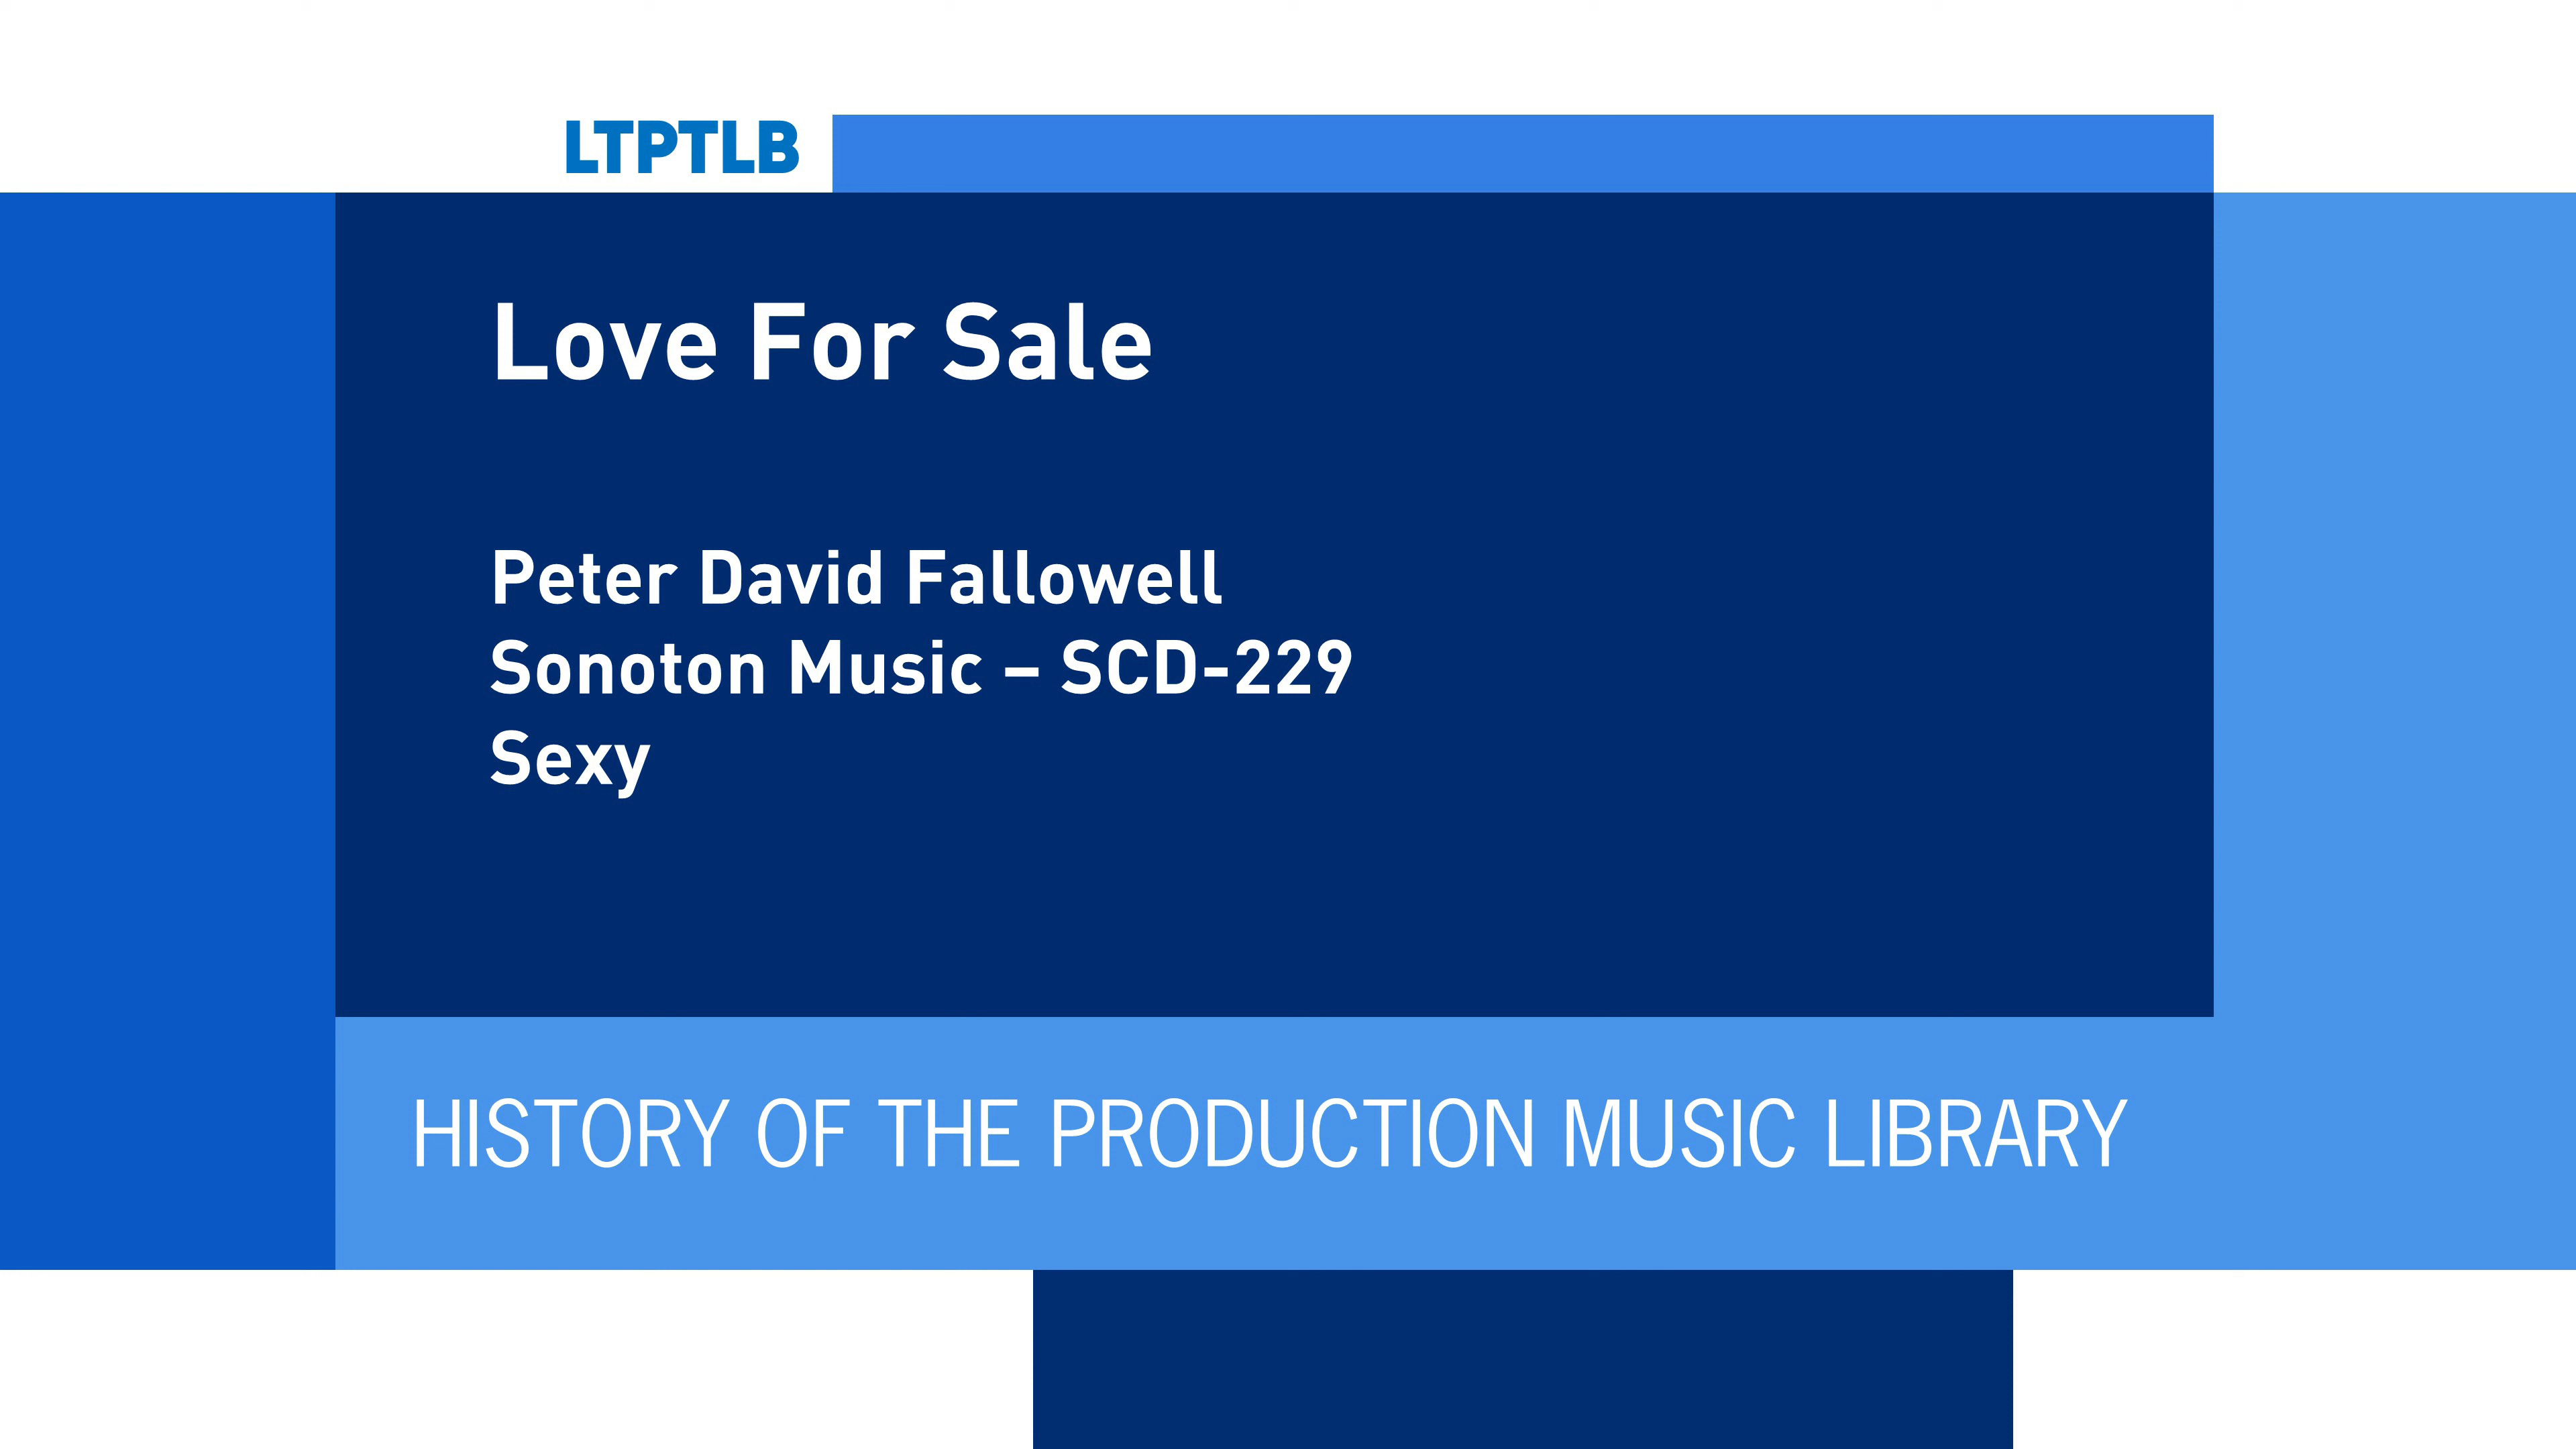 LTPTLB
Love For Sale
Peter David Fallowell
Sonoton Music – SCD-229
Sexy
HISTORY OF THE PRODUCTION MUSIC LIBRARY